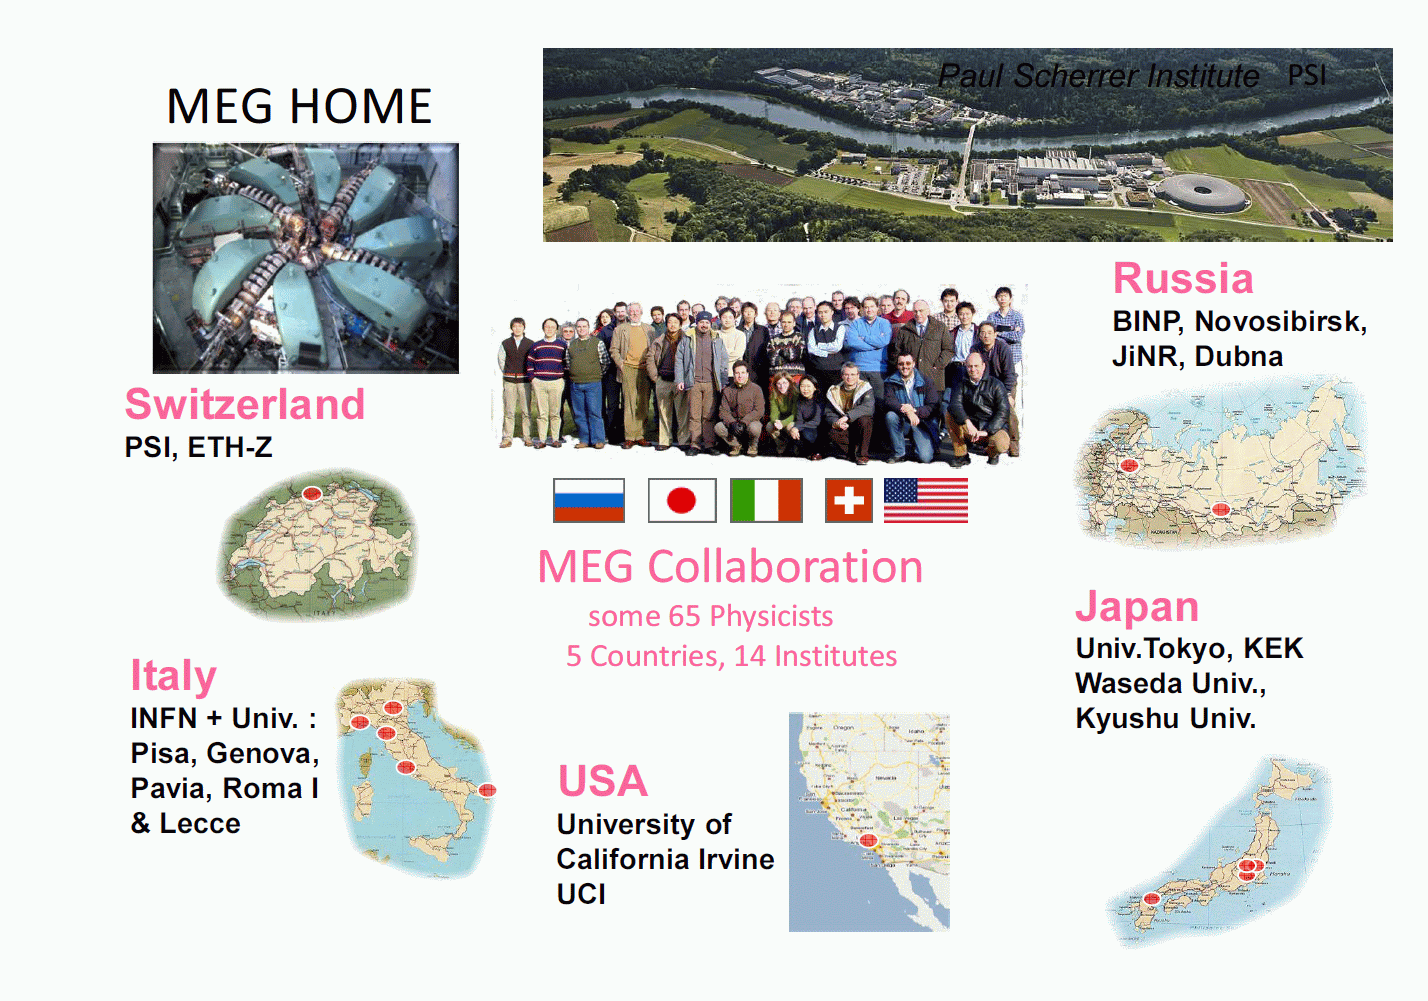 MEG HOME
Paul Scherrer Institute PSI
Switzerland
PSI, ETH-Z
Russia
BINP, Novosibirsk,
JiNR, Dubna
MEG Collaboration
some 65 Physicists
5 Countries, 14 Institutes
Italy
INFN + Univ. :
Pisa, Genova,
Pavia, Roma I
& Lecce
USA
University of
California Irvine
UCI
Japan
Univ.Tokyo, KEK
Waseda Univ.,
Kyushu Univ.